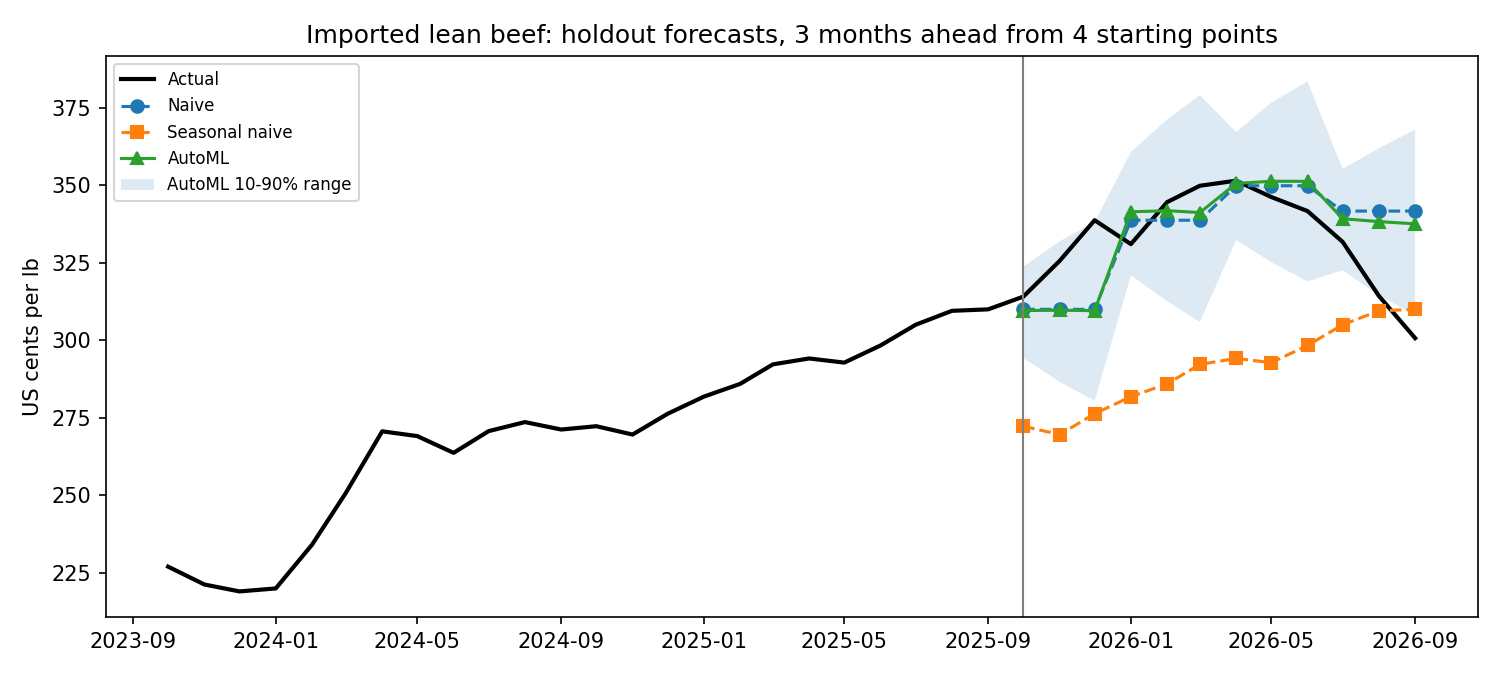 Imported lean beef: holdout forecasts, 3 months ahead from 4 starting points
Actual
Naive
Seasonal naive
AutoML
AutoML 10-90% range
US cents per lb
375
350
325
300
275
250
225
2023-09
2024-01
2024-05
2024-09
2025-01
2025-05
2025-09
2026-01
2026-05
2026-09